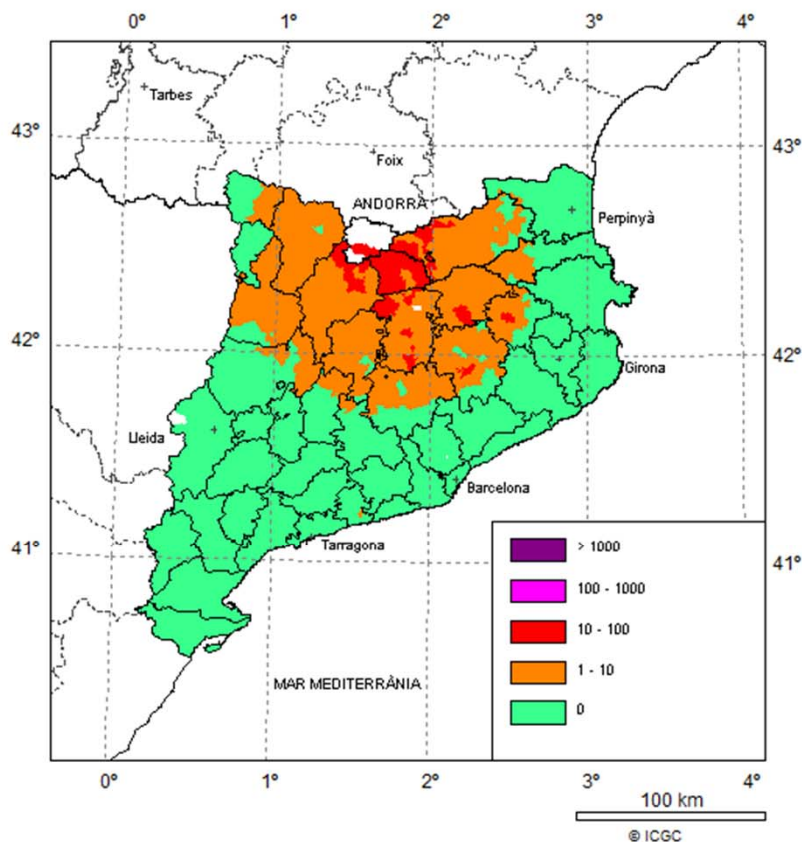 0° 1° 2° 3° 4°
Tarbes
43° 43°
Foix
ANDORRA
Perpinyà
42° 42°
Girona
Lleida
Barcelona
41° 41°
Tarragona
> 1000
100 - 1000
10 - 100
1 - 10
0
MAR MEDITERRÀNIA
0° 1° 2° 3° 4°
100 km
© ICGC